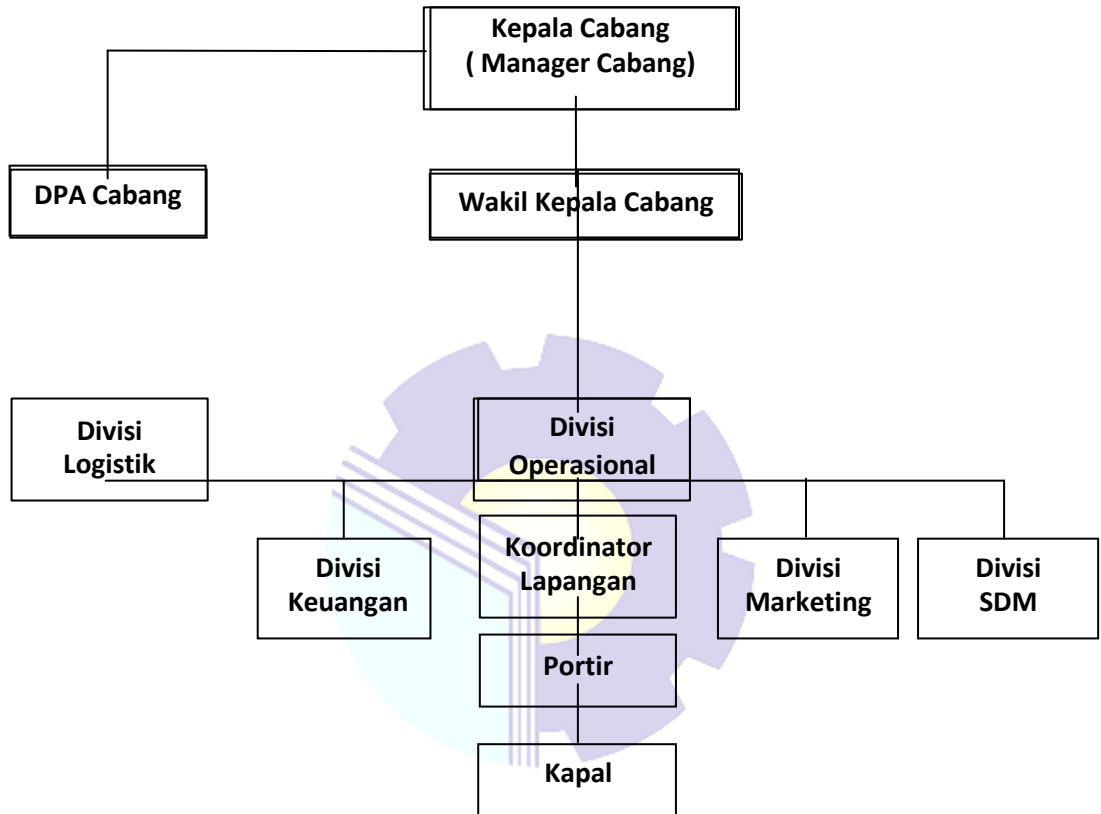 Kepala Cabang
( Manager Cabang)
DPA Cabang
Wakil Kepala Cabang
Divisi
Logistik
Divisi
Operasional
Divisi
Keuangan
Koordinator
Lapangan
Divisi
Marketing
Divisi
SDM
Portir
Kapal